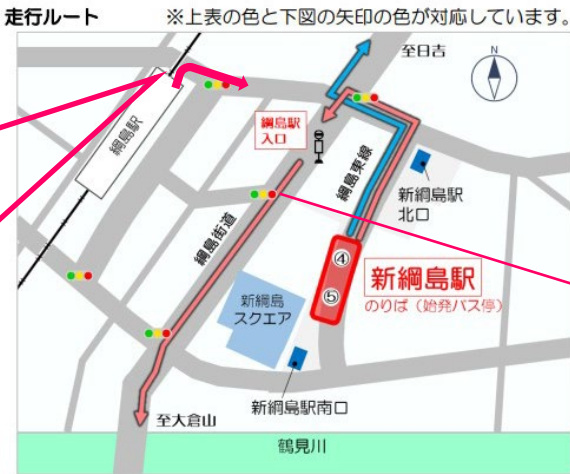 走行ルート ※上表の色と下図の矢印の色が対応しています。
至日吉
N
綱島駅
綱島駅
入口
綱島東線
新綱島駅
北口
綱島街道
④
⑤
新綱島駅
のりば（始発バス停）
新綱島
スクエア
新綱島駅南口
至大倉山
鶴見川